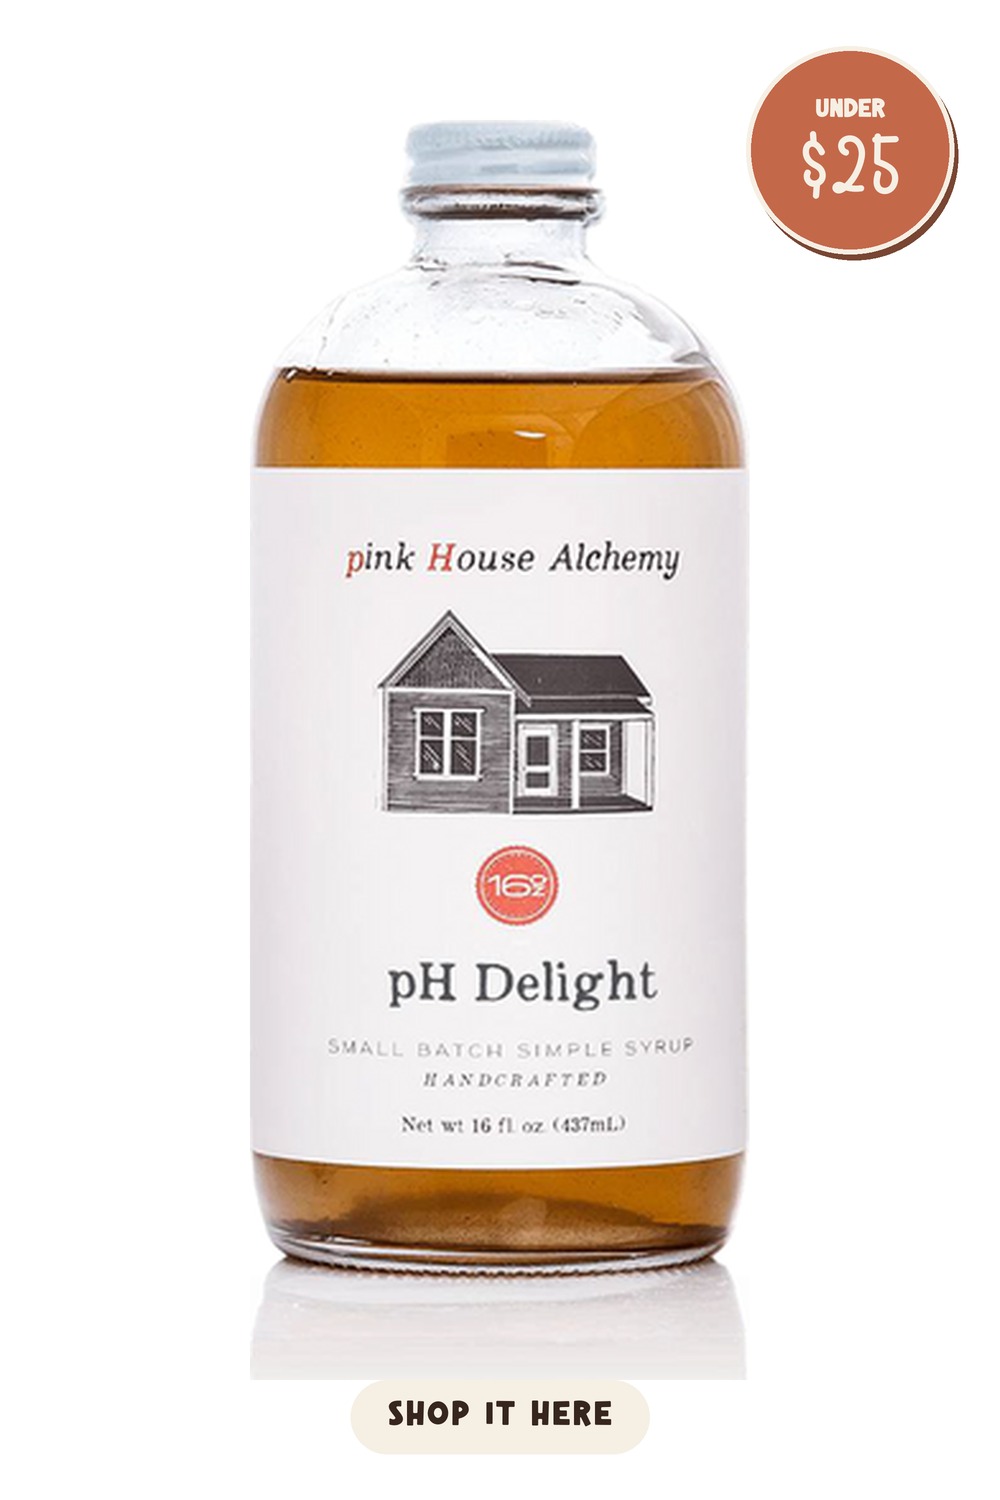 UNDER
$25
pink House Alchemy
16oz
pH Delight
SMALL BATCH SIMPLE SYRUP
HANDCRAFTED
Net wt 16 fl oz (437mL)
SHOP IT HERE